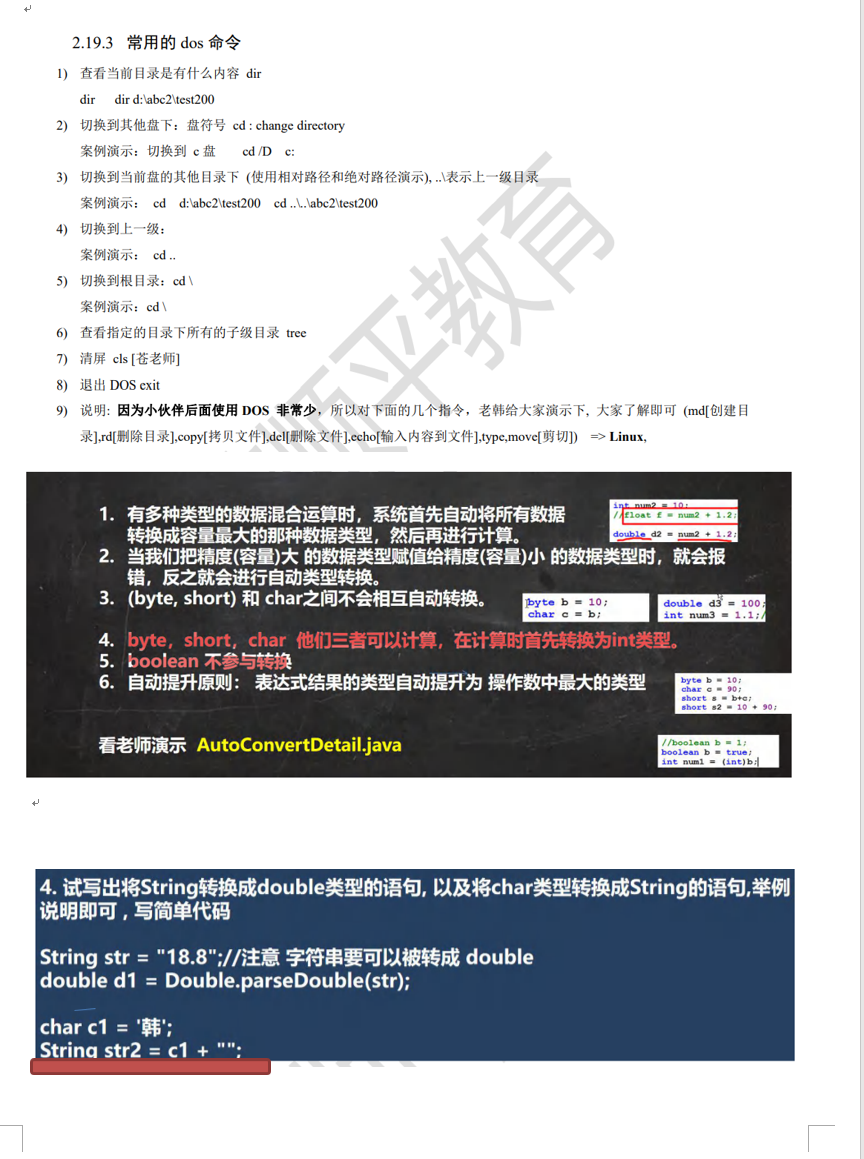 2.19.3 常用的 dos 命令
1) 查看当前目录是有什么内容 dir
dir dir d:\abc2\test200
2) 切换到其他盘下：盘符号 cd : change directory
案例演示：切换到 c 盘 cd /D c:
3) 切换到当前盘的其他目录下 (使用相对路径和绝对路径演示), ..\表示上一级目录
案例演示： cd d:\abc2\test200 cd ..\..\abc2\test200
4) 切换到上一级：
案例演示： cd ..
5) 切换到根目录：cd \
案例演示：cd \
6) 查看指定的目录下所有的子级目录 tree
7) 清屏 cls [苍老师]
8) 退出 DOS exit
9) 说明: 因为小伙伴后面使用 DOS 非常少，所以对下面的几个指令，老韩给大家演示下, 大家了解即可 (md[创建目
录],rd[删除目录],copy[拷贝文件],del[删除文件],echo[输入内容到文件],type,move[剪切]) => Linux,
师平教育
1. 有多种类型的数据混合运算时，系统首先自动将所有数据
转换成容量最大的那种数据类型，然后再进行计算。
int num2 = 10;
//float f = num2 + 1.2;
double d2 = num2 + 1.2;
2. 当我们把精度(容量)大 的数据类型赋值给精度(容量)小 的数据类型时，就会报
错，反之就会进行自动类型转换。
3. (byte, short) 和 char之间不会相互自动转换。
byte b = 10;
char c = b;
double d3 = 100;
int num3 = 1.1;/
4. byte，short，char 他们三者可以计算，在计算时首先转换为int类型。
5. boolean 不参与转换
6. 自动提升原则： 表达式结果的类型自动提升为 操作数中最大的类型
byte b = 10;
char c = 90;
short s = b+c;
short s2 = 10 + 90;
看老师演示 AutoConvertDetail.java
//boolean b = 1;
boolean b = true;
int num1 = (int)b;
4. 试写出将String转换成double类型的语句, 以及将char类型转换成String的语句,举例
说明即可，写简单代码
String str = "18.8";//注意 字符串要可以被转成 double
double d1 = Double.parseDouble(str);
char c1 = '韩';
String str2 = c1 + "";